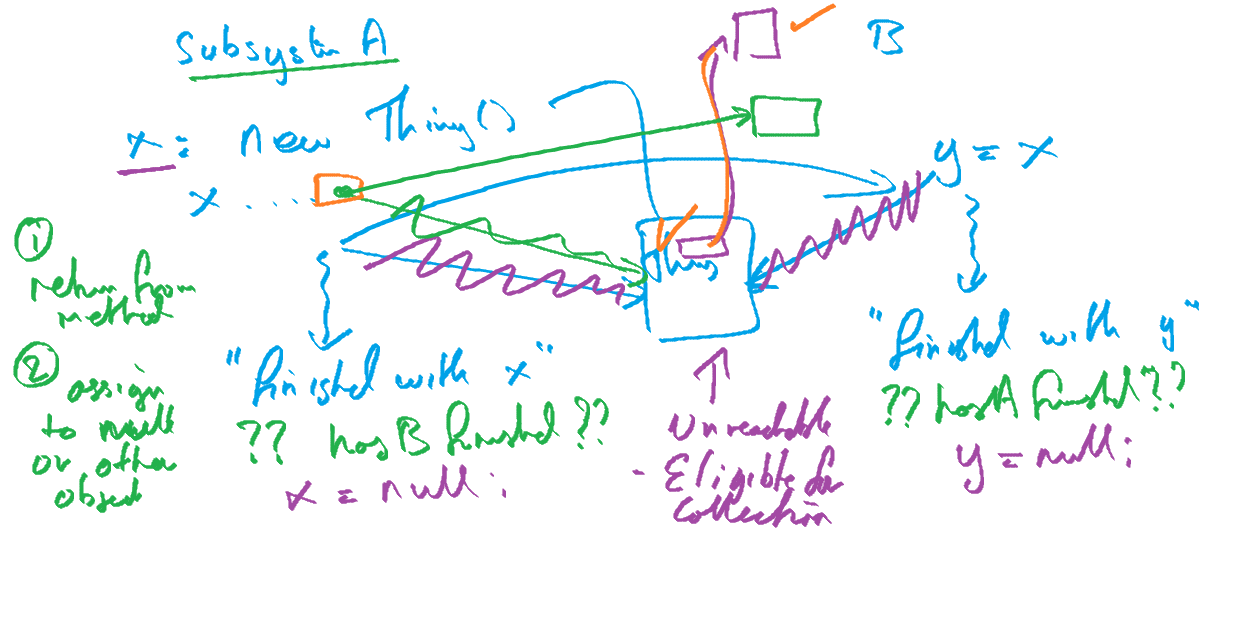 Subsystem A
B
x = new Thing()
y = x
x ....
Thing
①
return from
method
②
assign
to null
or other
object
"finished with x"
?? has B finished ??
x = null;
Unreachable
- Eligible for
Collection
"finished with y"
?? has A finished ??
y = null;